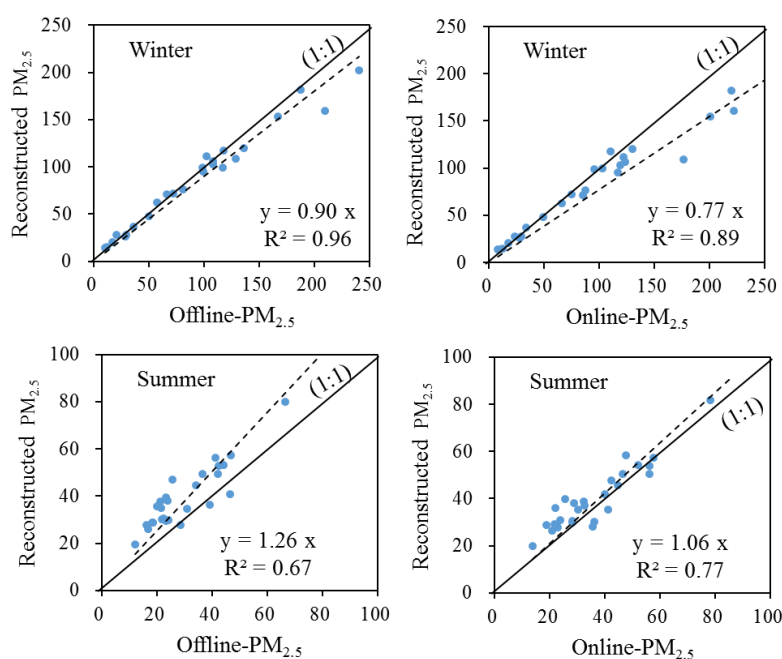 250
200
150
100
50
0
Reconstructed PM2.5
Winter
(1:1)
y = 0.90 x
R² = 0.96
0 50 100 150 200 250
Offline-PM2.5
250
200
150
100
50
0
Reconstructed PM2.5
Winter
(1:1)
y = 0.77 x
R² = 0.89
0 50 100 150 200 250
Online-PM2.5
100
80
60
40
20
0
Reconstructed PM2.5
Summer
(1:1)
y = 1.26 x
R² = 0.67
0 20 40 60 80 100
Offline-PM2.5
100
80
60
40
20
0
Reconstructed PM2.5
Summer
(1:1)
y = 1.06 x
R² = 0.77
0 20 40 60 80 100
Online-PM2.5